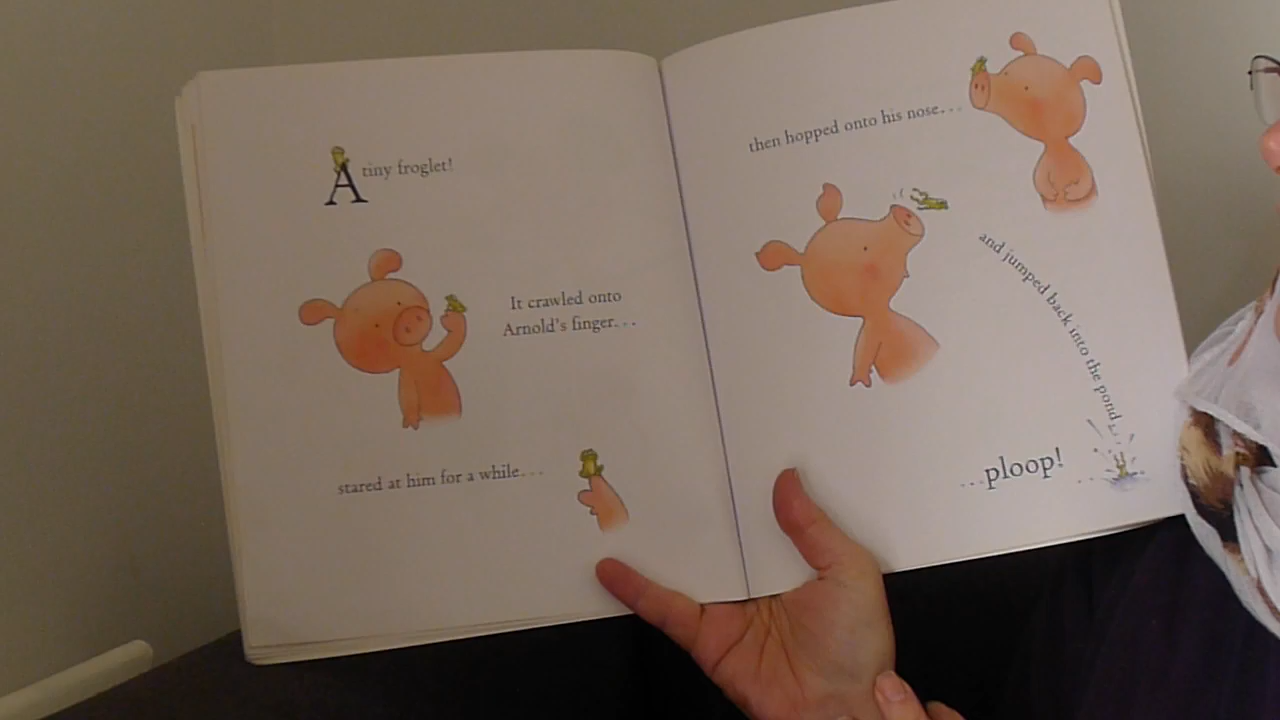 A tiny froglet!
It crawled onto
Arnold's finger...
stared at him for a while...
then hopped onto his nose...
and jumped back into the pond...
...ploop!